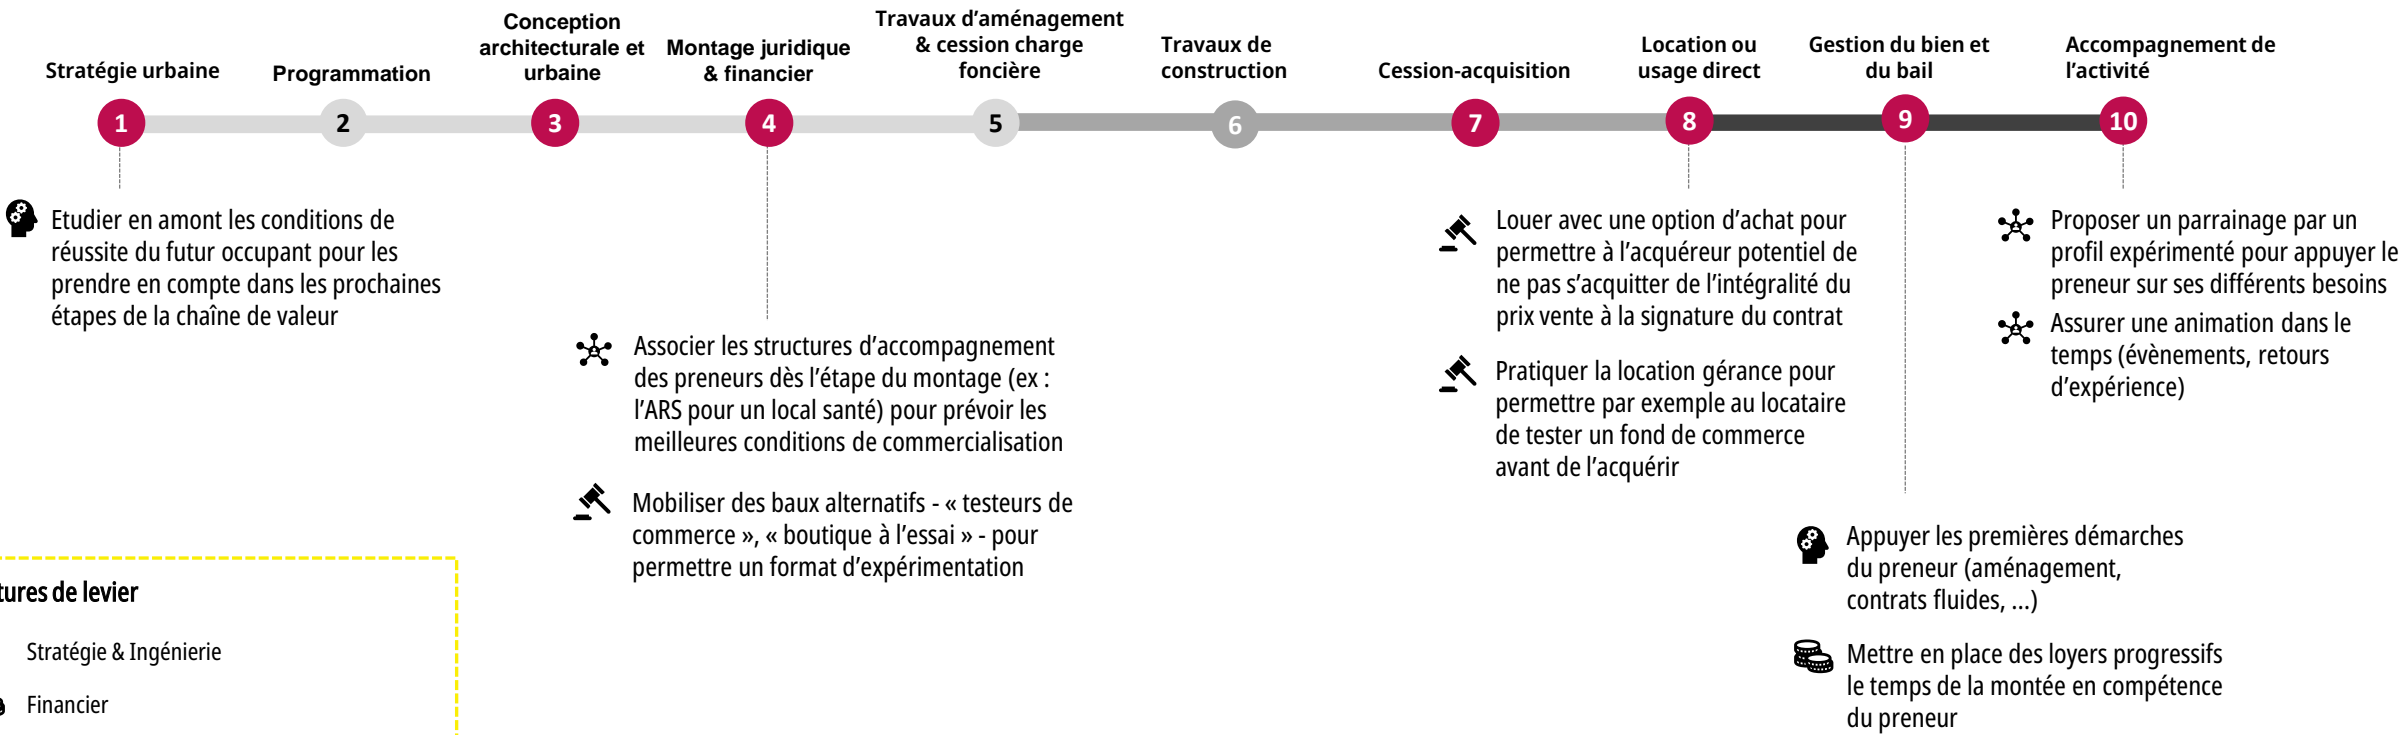 Stratégie urbaine
Programmation
Conception
architecturale et
urbaine
Montage juridique
& financier
Travaux d'aménagement
& cession charge
foncière
Travaux de
construction
Cession-acquisition
Location ou
usage direct
Gestion du bien et
du bail
Accompagnement de
l'activité
1
2
3
4
5
6
7
8
9
10
Etudier en amont les conditions de
réussite du futur occupant pour les
prendre en compte dans les prochaines
étapes de la chaîne de valeur
Associer les structures d'accompagnement
des preneurs dès l'étape du montage (ex :
l'ARS pour un local santé) pour prévoir les
meilleures conditions de commercialisation
Mobiliser des baux alternatifs - « testeurs de
commerce », « boutique à l'essai » - pour
permettre un format d'expérimentation
Louer avec une option d'achat pour
permettre à l'acquéreur potentiel de
ne pas s'acquitter de l'intégralité du
prix vente à la signature du contrat
Pratiquer la location gérance pour
permettre par exemple au locataire
de tester un fond de commerce
avant de l'acquérir
Appuyer les premières démarches
du preneur (aménagement,
contrats fluides, ...)
Mettre en place des loyers progressifs
le temps de la montée en compétence
du preneur
Proposer un parrainage par un
profil expérimenté pour appuyer le
preneur sur ses différents besoins
Assurer une animation dans le
temps (évènements, retours
d'expérience)
tures de levier
Stratégie & Ingénierie
Financier